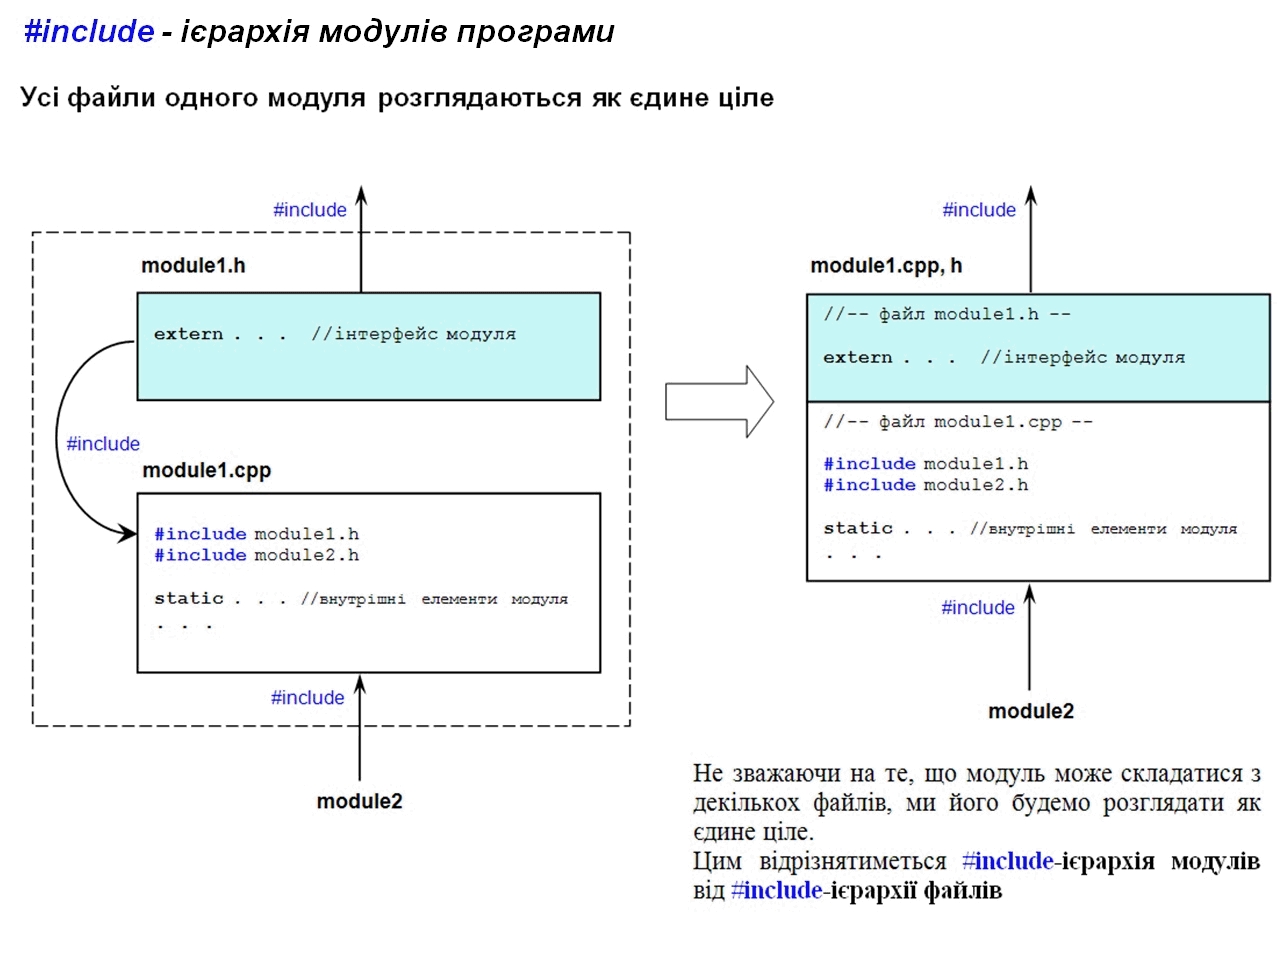 #include - ієрархія модулів програми
Усі файли одного модуля розглядаються як єдине ціле
#include
module1.h
extern . . . //інтерфейс модуля
#include
module1.cpp
#include module1.h
#include module2.h
static . . . //внутрішні елементи модуля
. . .
#include
module2
#include
module1.cpp, h
//-- файл module1.h --
extern . . . //інтерфейс модуля
//-- файл module1.cpp --
#include module1.h
#include module2.h
static . . . //внутрішні елементи модуля
. . .
#include
module2
Не зважаючи на те, що модуль може складатися з
декількох файлів, ми його будемо розглядати як
єдине ціле.
Цим відрізнятиметься #include-ієрархія модулів
від #include-ієрархії файлів